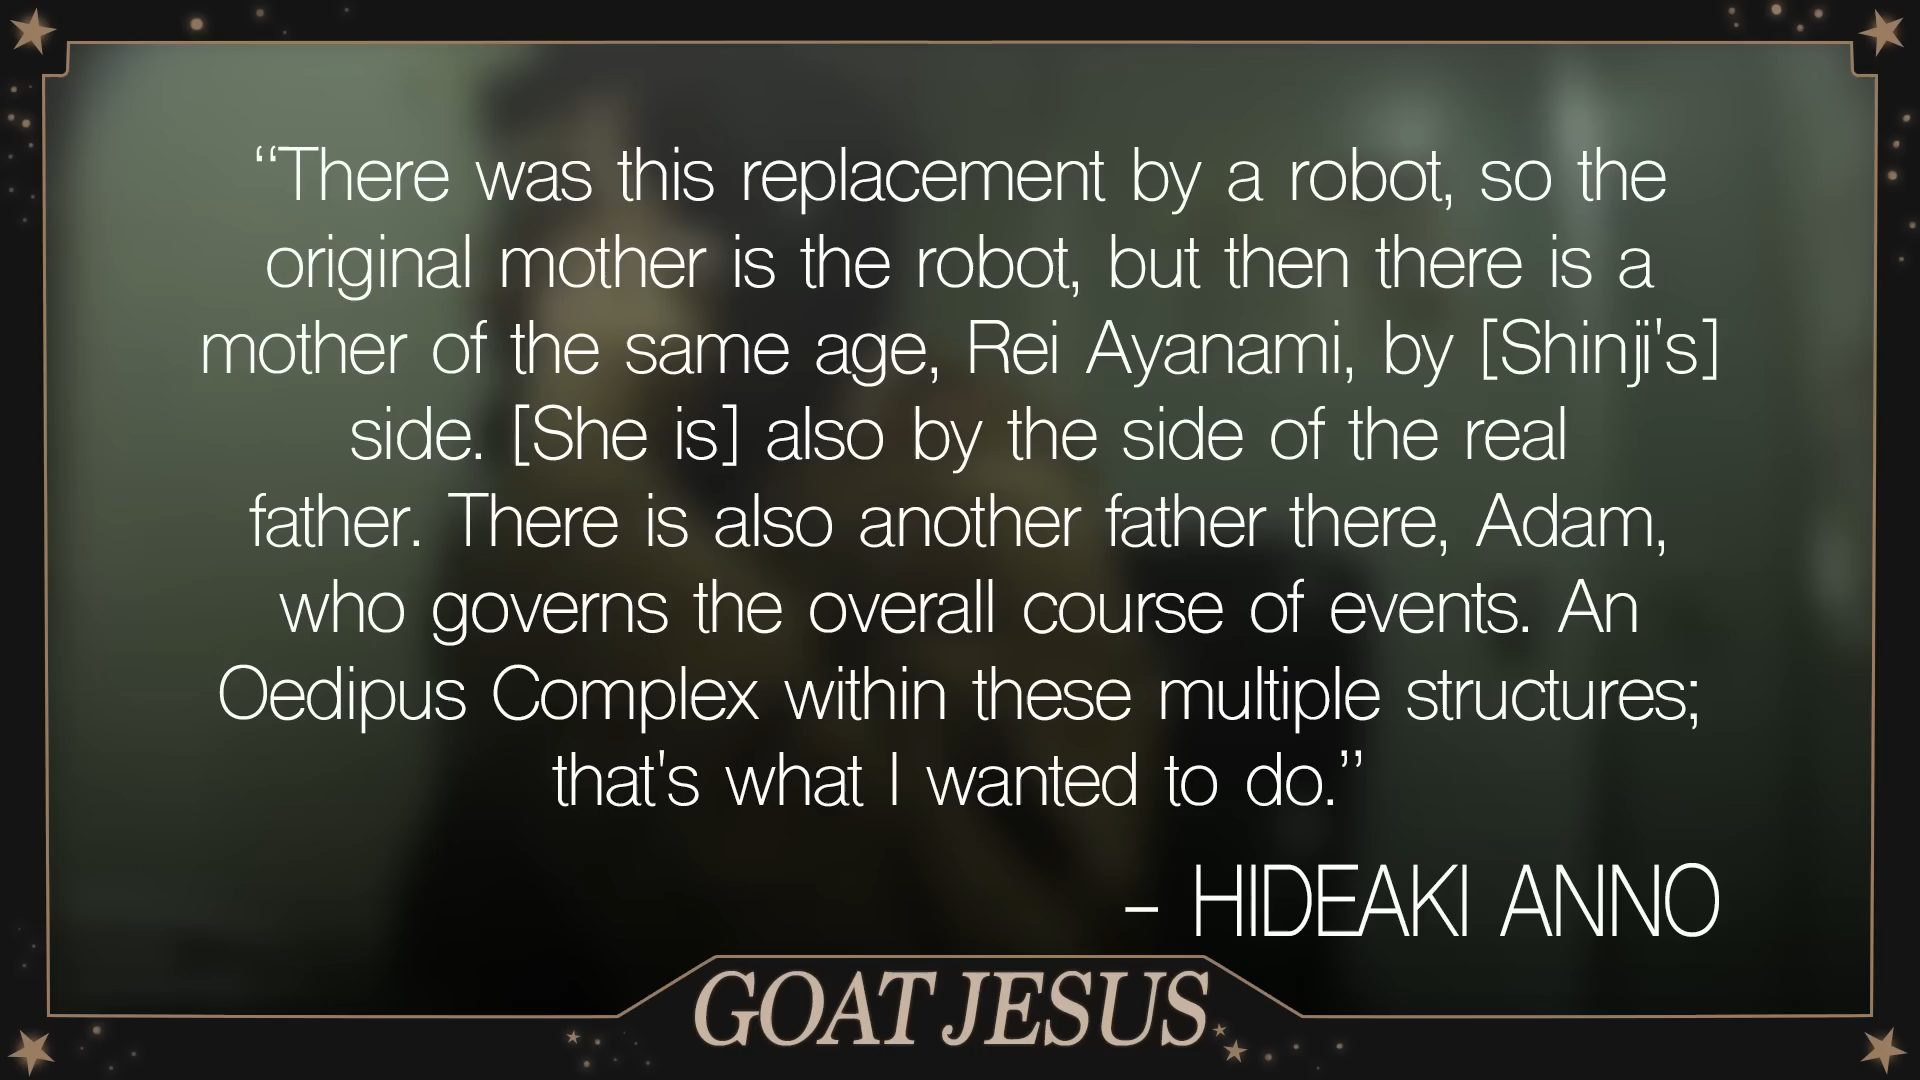 “There was this replacement by a robot, so the
original mother is the robot, but then there is a
mother of the same age, Rei Ayanami, by [Shinji's]
side. [She is] also by the side of the real
father. There is also another father there, Adam,
who governs the overall course of events. An
Oedipus Complex within these multiple structures;
that's what I wanted to do.”
– HIDEAKI ANNO
GOAT JESUS